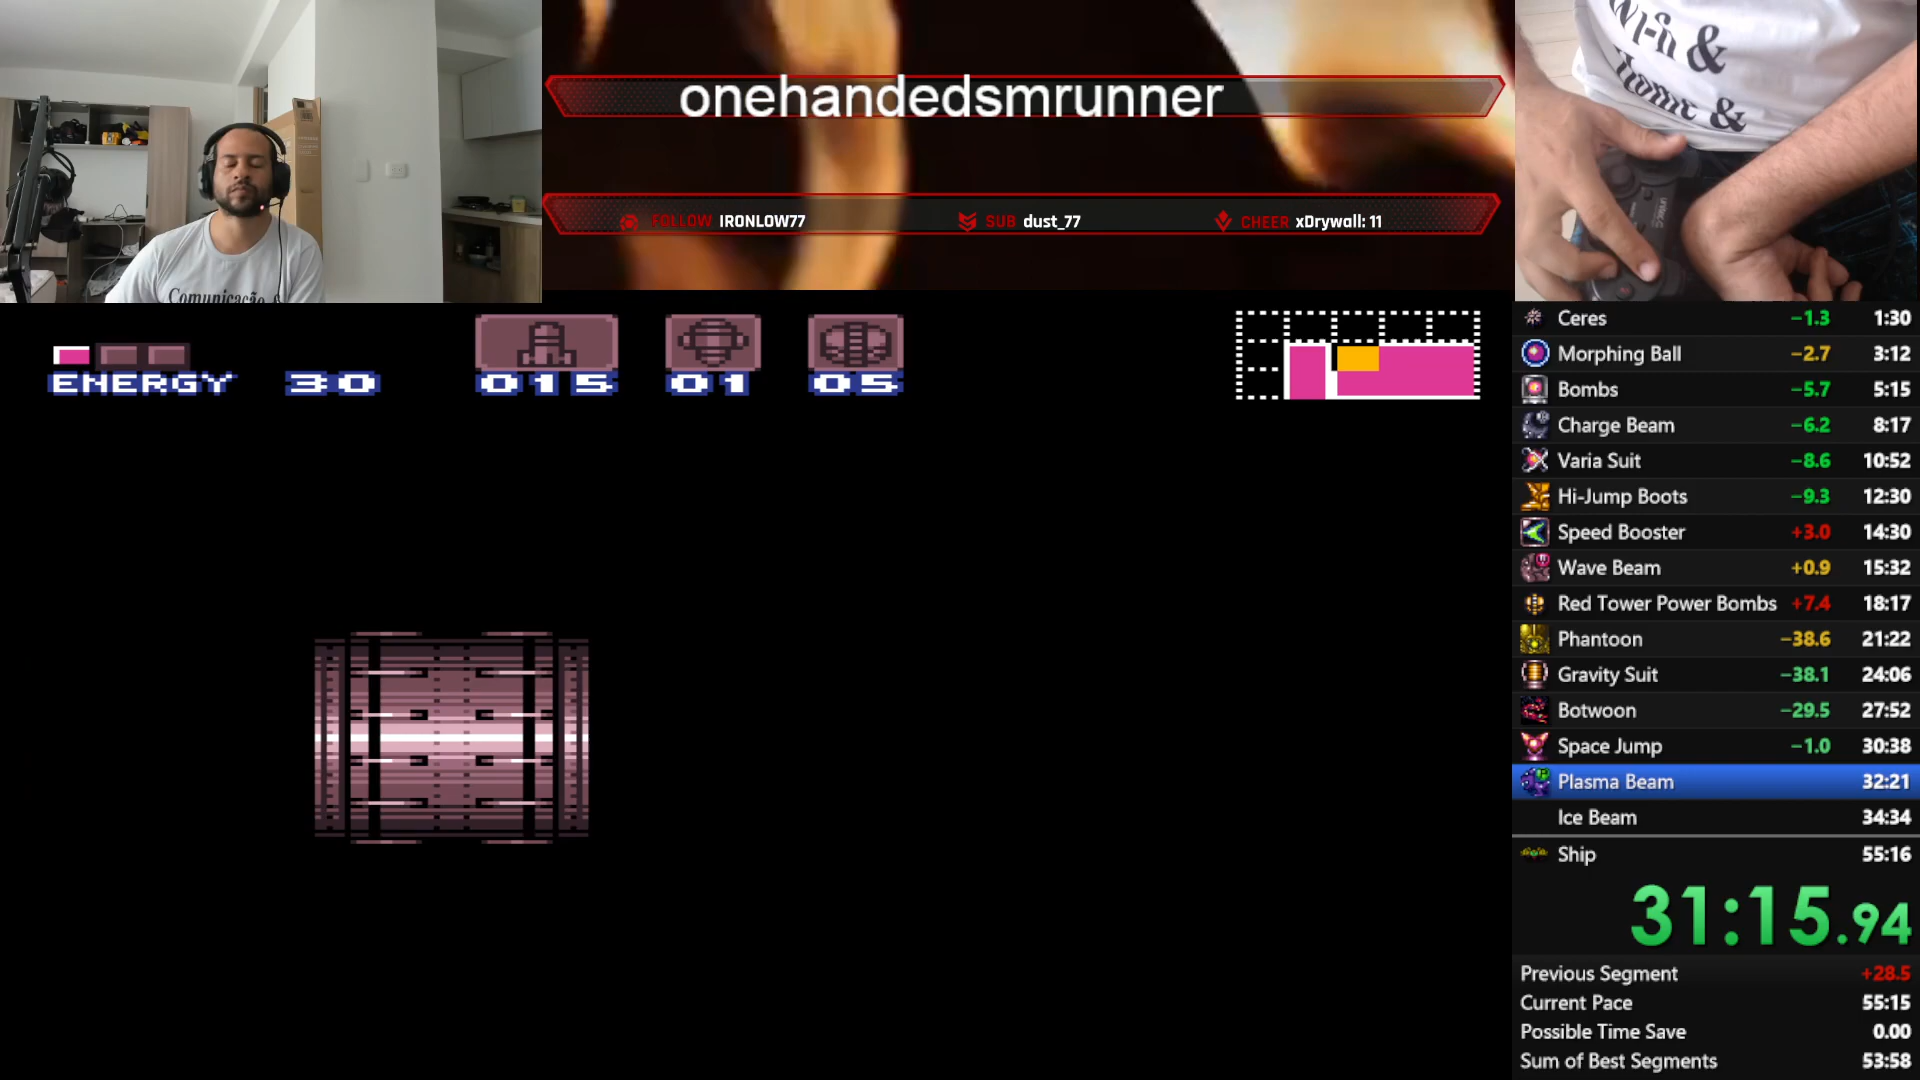 onehandedsmrunner
FOLLOW IRONLOW77
SUB dust_77
CHEER xDrywall: 11
Wi-fi &
home &
Comunicação &
ENERGY 30
015
01
05
Ceres -1.3 1:30
Morphing Ball -2.7 3:12
Bombs -5.7 5:15
Charge Beam -6.2 8:17
Varia Suit -8.6 10:52
Hi-Jump Boots -9.3 12:30
Speed Booster +3.0 14:30
Wave Beam +0.9 15:32
Red Tower Power Bombs +7.4 18:17
Phantoon -38.6 21:22
Gravity Suit -38.1 24:06
Botwoon -29.5 27:52
Space Jump -1.0 30:38
Plasma Beam 32:21
Ice Beam 34:34
Ship 55:16
31:15.94
Previous Segment +28.5
Current Pace 55:15
Possible Time Save 0.00
Sum of Best Segments 53:58